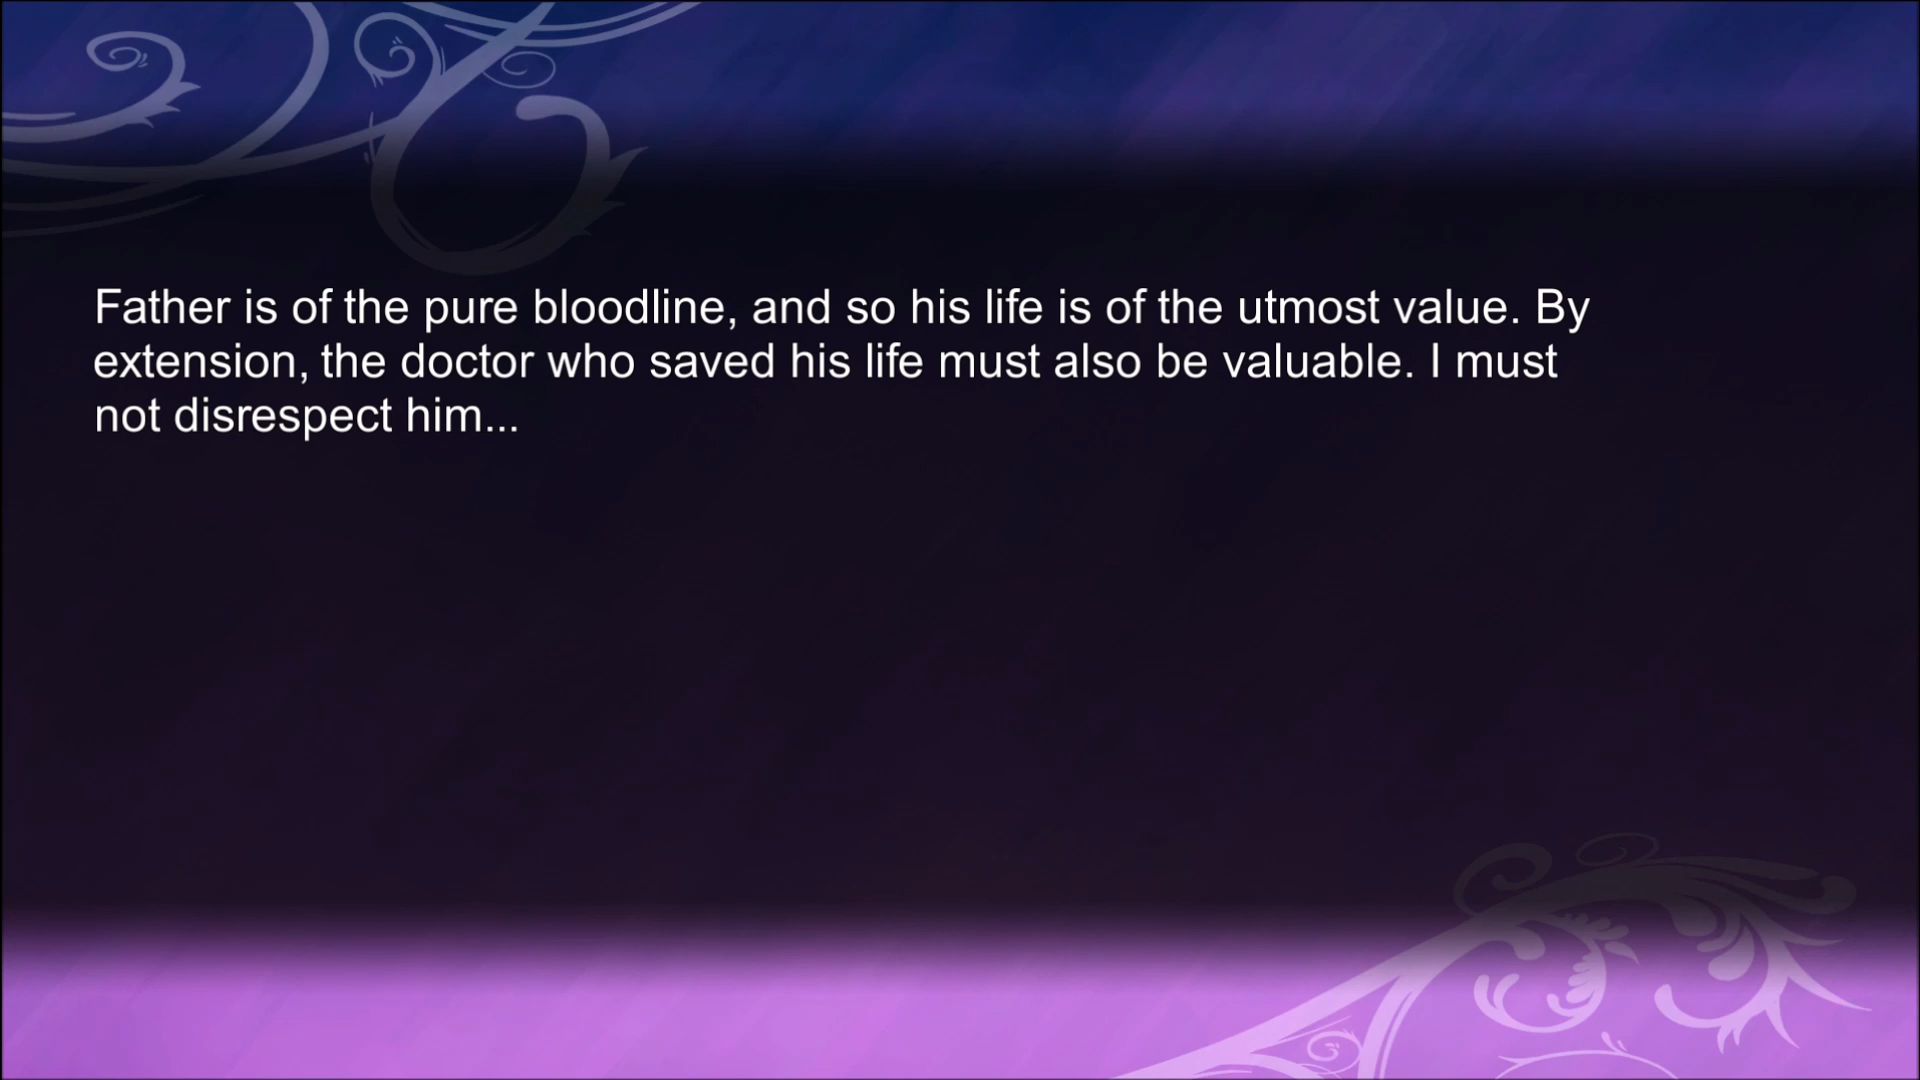 Father is of the pure bloodline, and so his life is of the utmost value. By
extension, the doctor who saved his life must also be valuable. I must
not disrespect him...